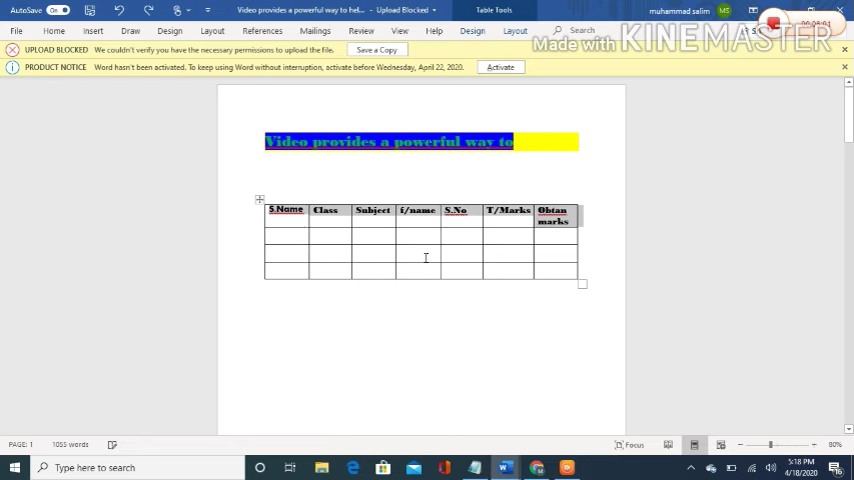 AutoSave On Video provides a powerful way to hel... - Upload Blocked Table Tools muhammad salim MS
File Home Insert Draw Design Layout References Mailings Review View Help Design Layout Search
Made with KINEMASTER
UPLOAD BLOCKED We couldn't verify you have the necessary permissions to upload the file. Save a Copy
PRODUCT NOTICE Word hasn't been activated. To keep using Word without interruption, activate before Wednesday, April 22, 2020. Activate
Video provides a powerful way to
S.Name Class Subject f/name S.No T/Marks Obtan
marks
PAGE: 1 1055 words Focus 80%
Type here to search 5:18 PM
4/18/2020 16